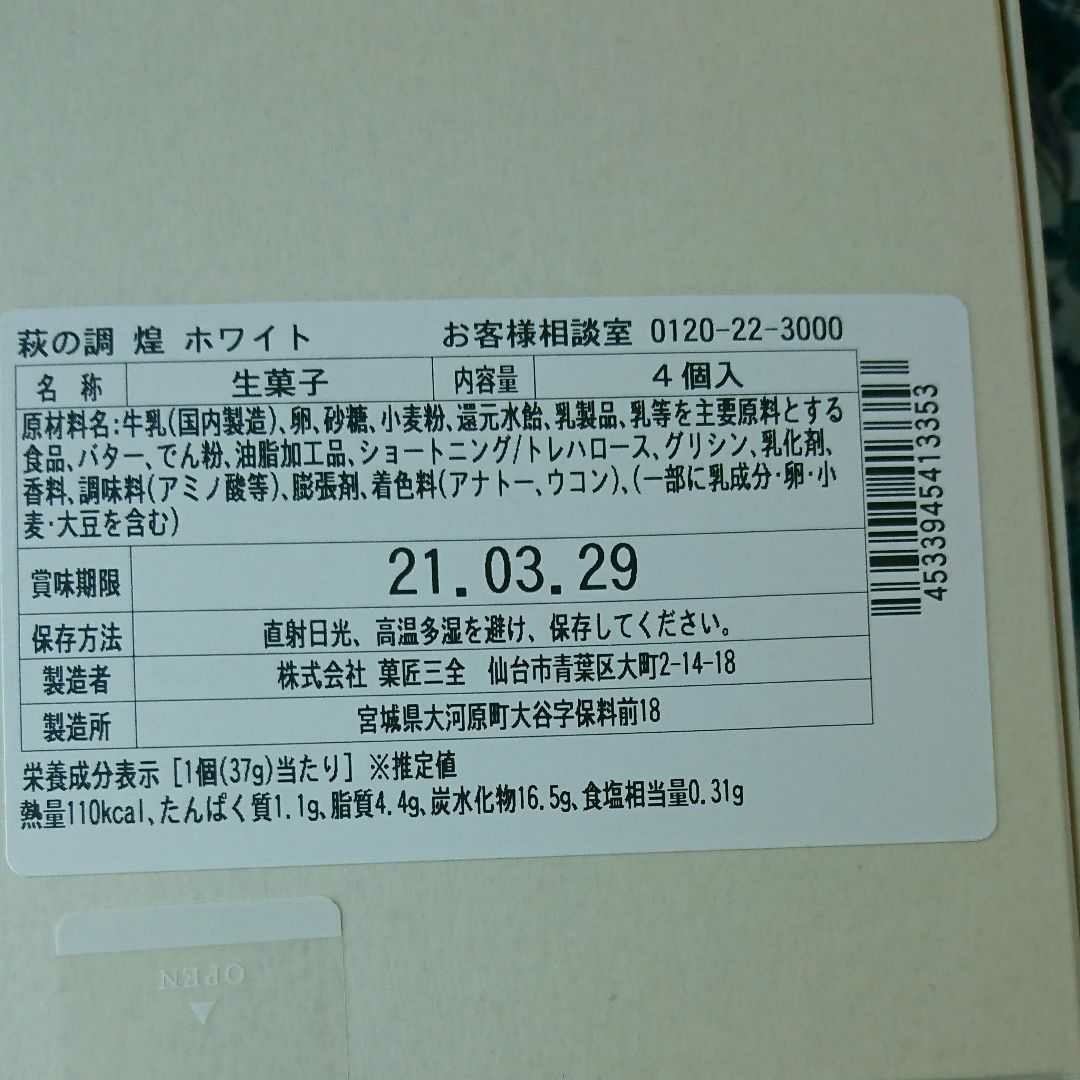 萩の調 煌 ホワイト お客様相談室 0120-22-3000
名 称 生菓子 内容量 4個入
原材料名:牛乳(国内製造)、卵、砂糖、小麦粉、還元水飴、乳製品、乳等を主要原料とする
食品、バター、でん粉、油脂加工品、ショートニング/トレハロース、グリシン、乳化剤、
香料、調味料(アミノ酸等)、膨張剤、着色料(アナトー、ウコン)、(一部に乳成分・卵・小
麦・大豆を含む)
賞味期限 21.03.29
保存方法 直射日光、高温多湿を避け、保存してください。
製造者 株式会社 菓匠三全 仙台市青葉区大町2-14-18
製造所 宮城県大河原町大谷字保料前18
栄養成分表示[1個(37g)当たり]※推定値
熱量110kcal、たんぱく質1.1g、脂質4.4g、炭水化物16.5g、食塩相当量0.31g
4533945413353
OPEN